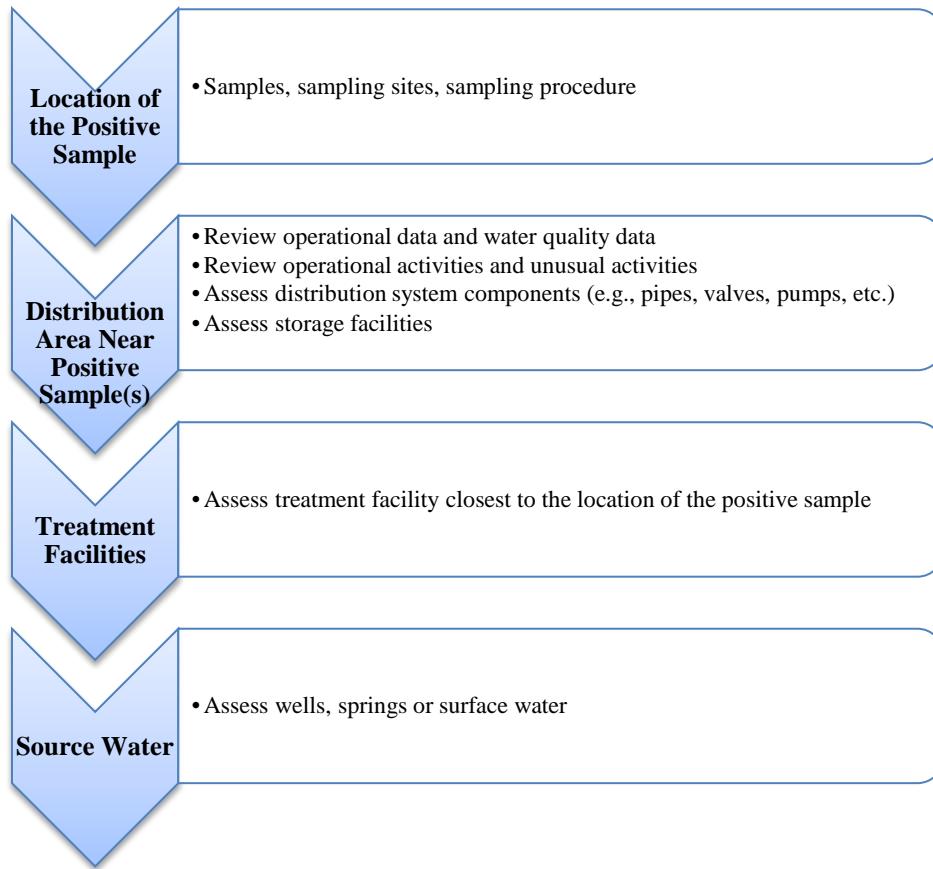 Location of
the Positive
Sample
• Samples, sampling sites, sampling procedure
Distribution
Area Near
Positive
Sample(s)
• Review operational data and water quality data
• Review operational activities and unusual activities
• Assess distribution system components (e.g., pipes, valves, pumps, etc.)
• Assess storage facilities
Treatment
Facilities
• Assess treatment facility closest to the location of the positive sample
Source Water
• Assess wells, springs or surface water